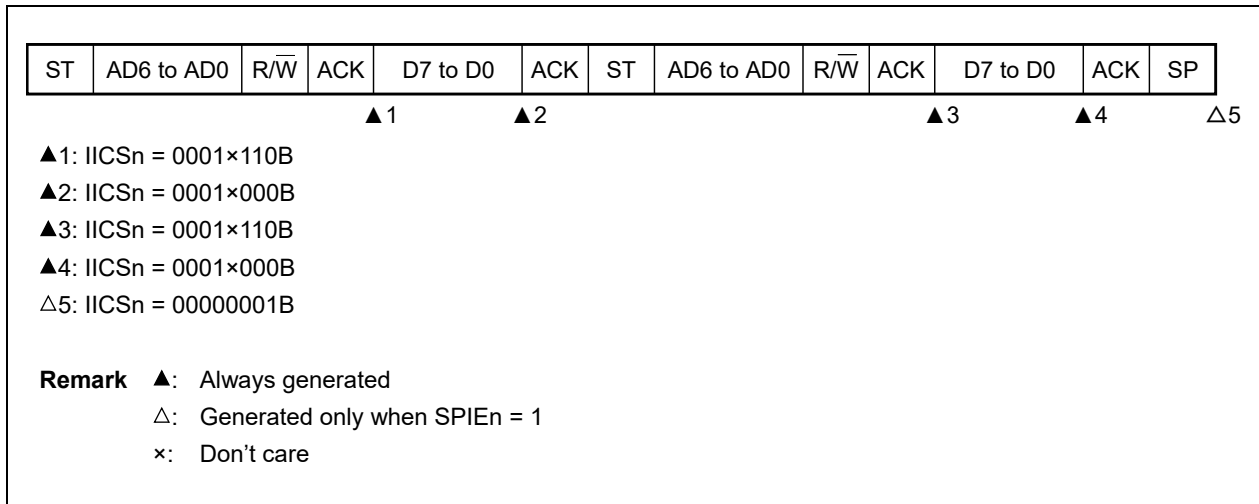 ST AD6 to AD0 R/W̅ ACK D7 to D0 ACK ST AD6 to AD0 R/W̅ ACK D7 to D0 ACK SP
▲1 ▲2 ▲3 ▲4 △5
▲1: IICSn = 0001×110B
▲2: IICSn = 0001×000B
▲3: IICSn = 0001×110B
▲4: IICSn = 0001×000B
△5: IICSn = 00000001B
Remark ▲: Always generated
△: Generated only when SPIEn = 1
×: Don't care